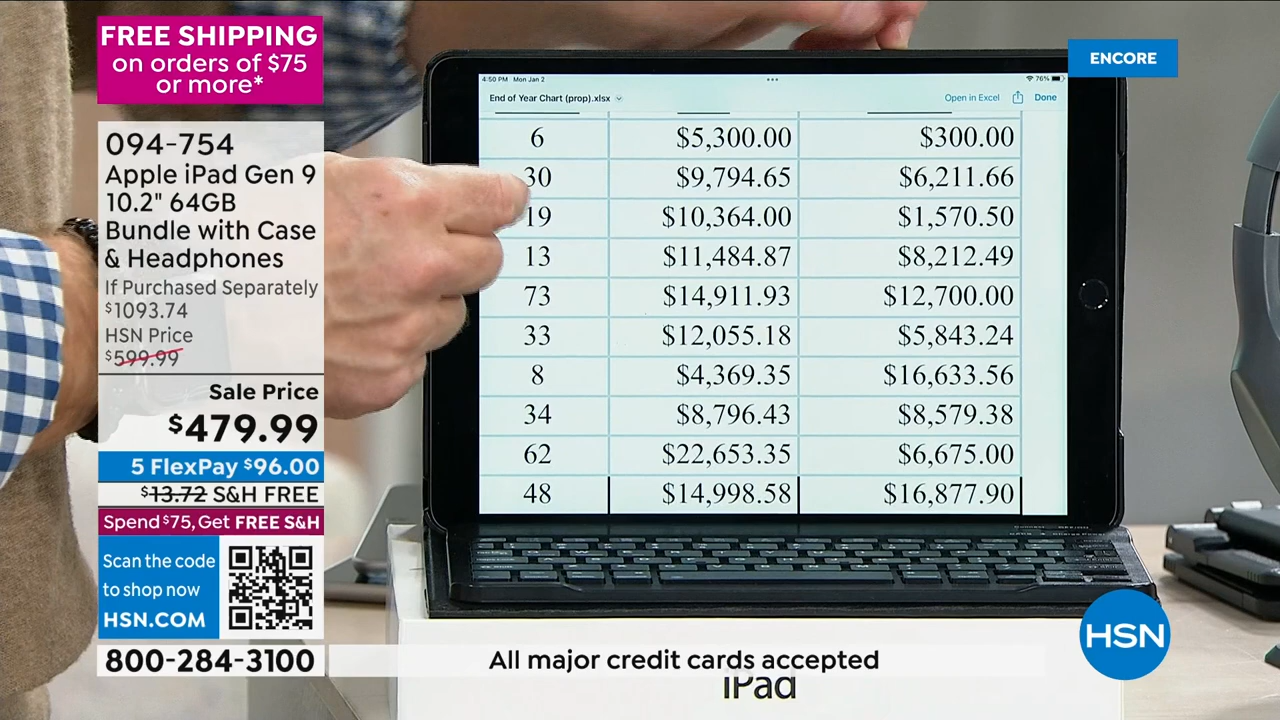 FREE SHIPPING
on orders of $75
or more*
094-754
Apple iPad Gen 9
10.2" 64GB
Bundle with Case
& Headphones
If Purchased Separately
$1093.74
HSN Price
$599.99
Sale Price
$479.99
5 FlexPay $96.00
$13.72 S&H FREE
Spend $75, Get FREE S&H
Scan the code
to shop now
HSN.COM
800-284-3100
ENCORE
4:50 PM Mon Jan 2
76%
End of Year Chart (prop).xlsx
Open in Excel
Done
6 $5,300.00 $300.00
30 $9,794.65 $6,211.66
19 $10,364.00 $1,570.50
13 $11,484.87 $8,212.49
73 $14,911.93 $12,700.00
33 $12,055.18 $5,843.24
8 $4,369.35 $16,633.56
34 $8,796.43 $8,579.38
62 $22,653.35 $6,675.00
48 $14,998.58 $16,877.90
HSN
All major credit cards accepted
iPad